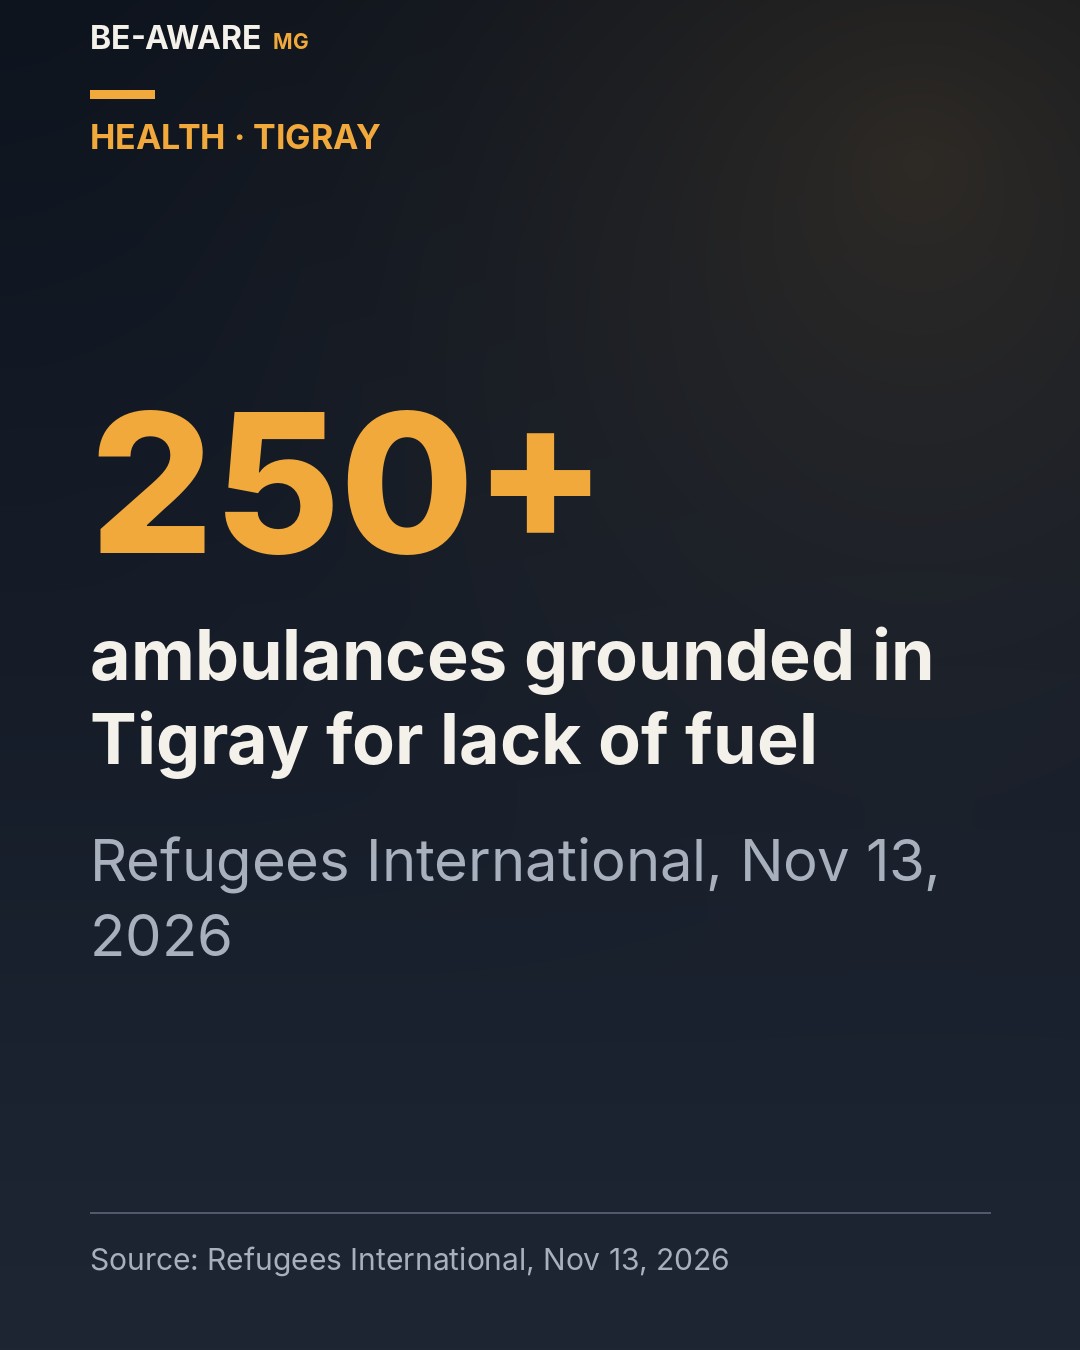 BE-AWARE MG
HEALTH · TIGRAY
250+
ambulances grounded in
Tigray for lack of fuel
Refugees International, Nov 13,
2026
Source: Refugees International, Nov 13, 2026